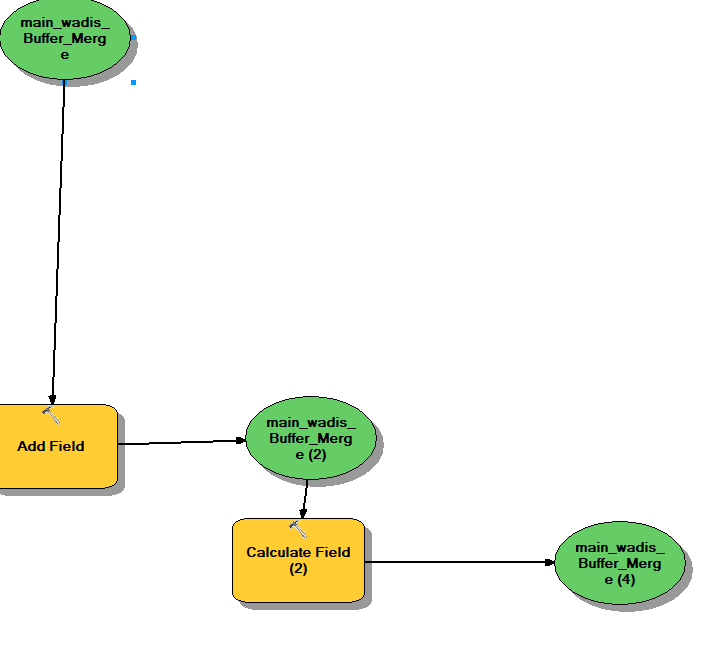 main_wadis_
Buffer_Merg
e
Add Field
main_wadis_
Buffer_Merg
e (2)
Calculate Field
(2)
main_wadis_
Buffer_Merg
e (4)